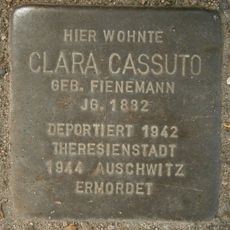 HIER WOHNTE
CLARA CASSUTO
GEB. FIENEMANN
JG. 1882
DEPORTIERT 1942
THERESIENSTADT
1944 AUSCHWITZ
ERMORDET